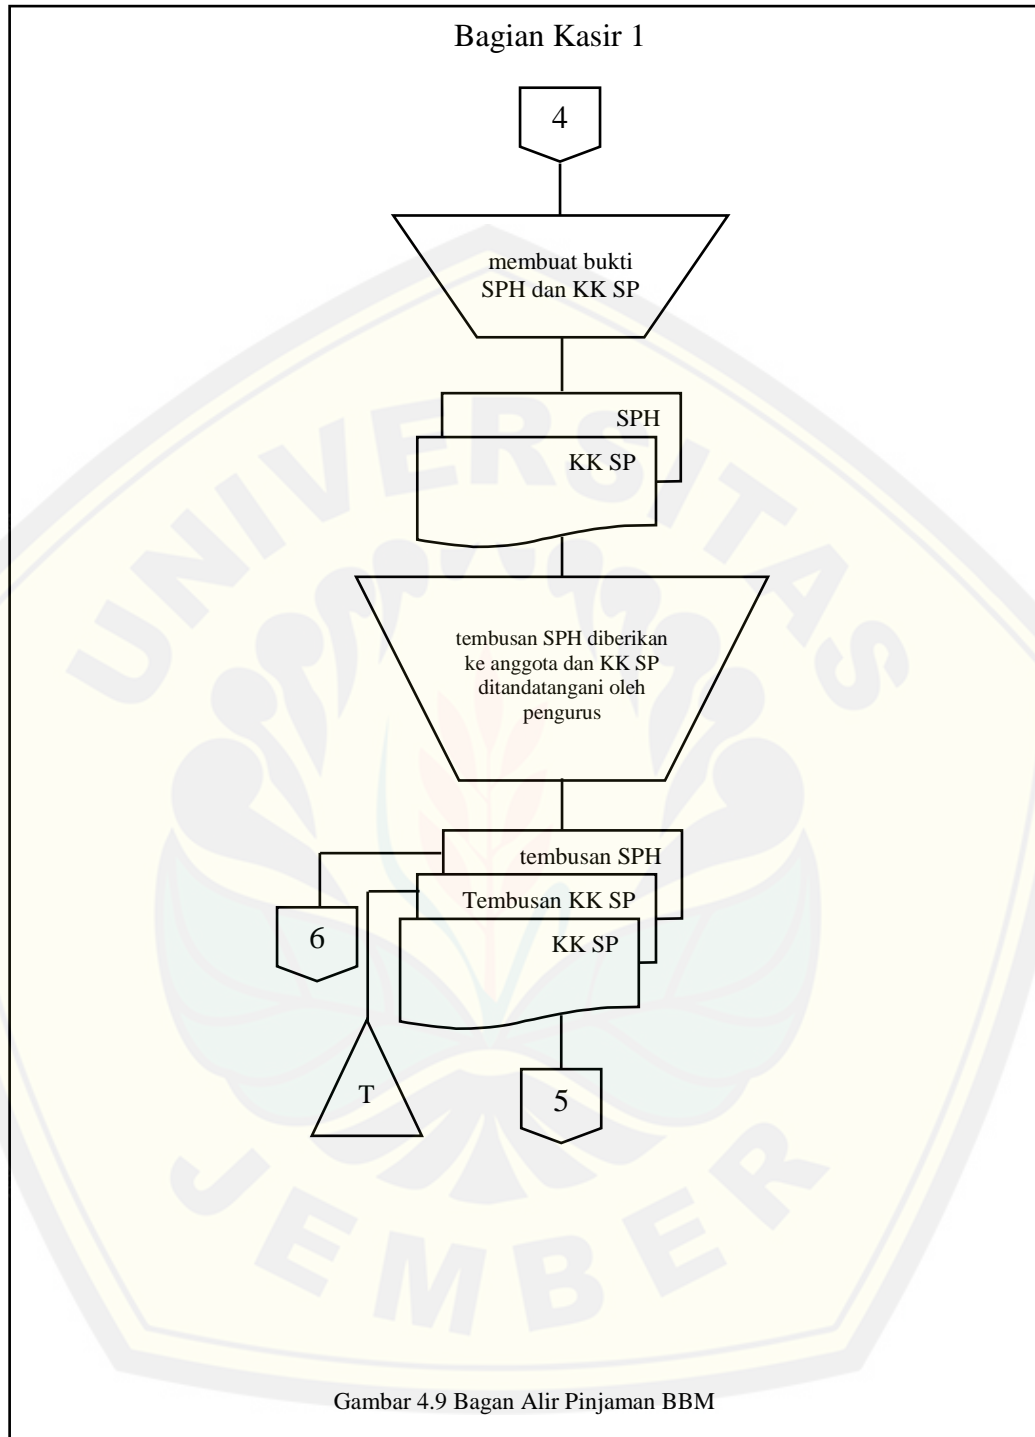 Bagian Kasir 1
4
membuat bukti
SPH dan KK SP
SPH
KK SP
tembusan SPH diberikan
ke anggota dan KK SP
ditandatangani oleh
pengurus
tembusan SPH
Tembusan KK SP
KK SP
6
T
5
UNIVERSITAS
JEMBER
Gambar 4.9 Bagan Alir Pinjaman BBM